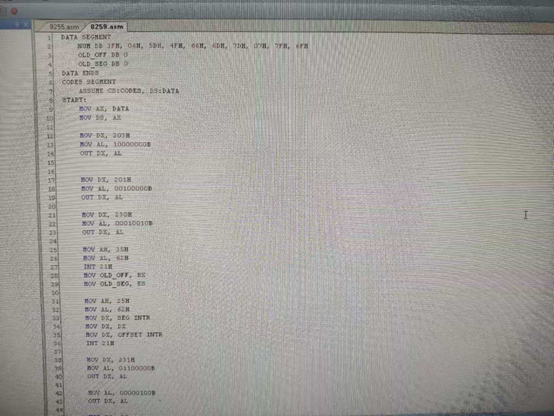 8255.asm 8259.asm
1 DATA SEGMENT
2 NUM DB 3FH, 06H, 5BH, 4FH, 66H, 6DH, 7DH, 07H, 7FH, 6FH
3 OLD_OFF DB 0
4 OLD_SEG DB 0
5 DATA ENDS
6 CODES SEGMENT
7 ASSUME CS:CODES, DS:DATA
8 START:
9 MOV AX, DATA
10 MOV DS, AX
11
12 MOV DX, 203H
13 MOV AL, 10000000B
14 OUT DX, AL
15
16
17 MOV DX, 201H
18 MOV AL, 00100000B
19 OUT DX, AL
20
21 MOV DX, 230H
22 MOV AL, 00010010B
23 OUT DX, AL
24
25 MOV AH, 35H
26 MOV AL, 62H
27 INT 21H
28 MOV OLD_OFF, BX
29 MOV OLD_SEG, ES
30
31 MOV AH, 25H
32 MOV AL, 62H
33 MOV DX, SEG INTR
34 MOV DX, DX
35 MOV DX, OFFSET INTR
36 INT 21H
37
38 MOV DX, 231H
39 MOV AL, 01100000B
40 OUT DX, AL
41
42 MOV AL, 00000100B
43 OUT DX, AL
44